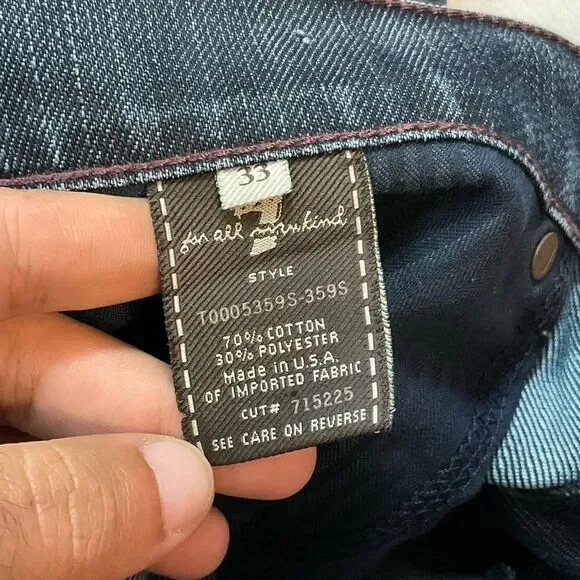 33
7
for all mankind
STYLE
T0005359S-359S
70% COTTON
30% POLYESTER
Made in U.S.A.
OF IMPORTED FABRIC
CUT# 715225
SEE CARE ON REVERSE